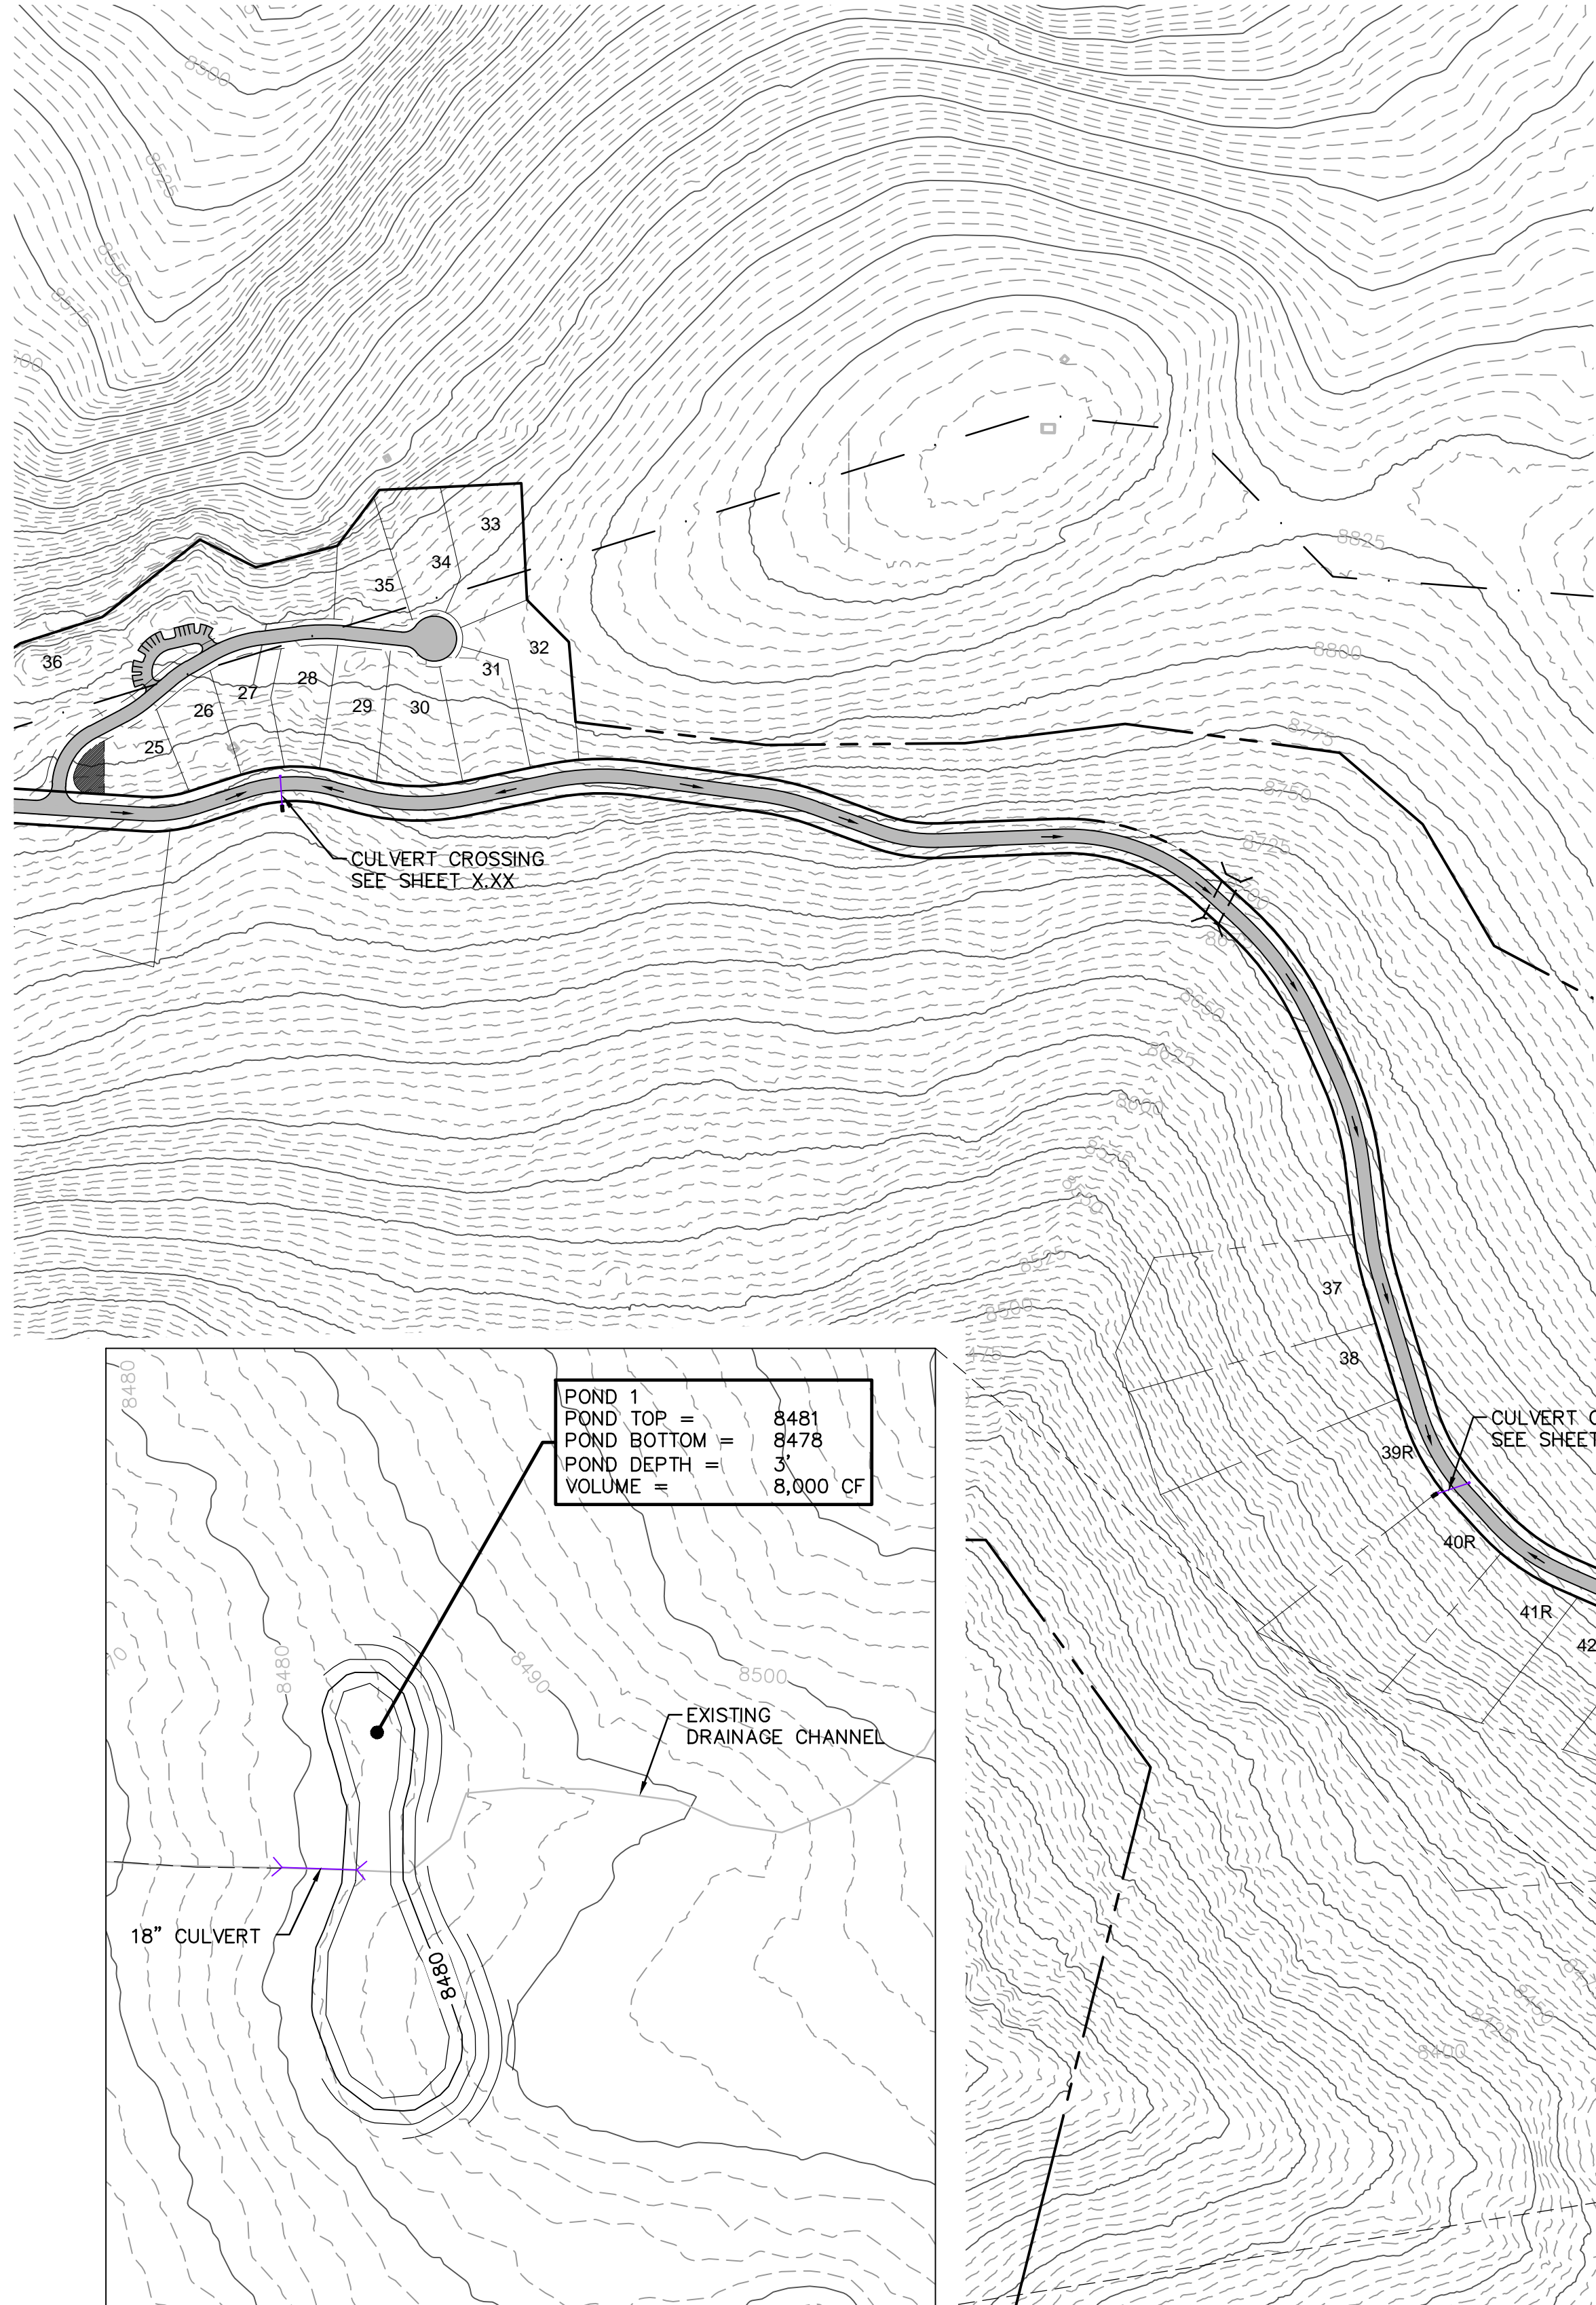 8500
8525
8550
8575
33
34
35
36
32
31
28
27
26
29
30
25
8825
8800
8775
8750
8725
CULVERT CROSSING
SEE SHEET X.XX
8650
8625
8600
8575
8550
8525
8500
37
38
39R
40R
41R
42
CULVERT C
SEE SHEET
8480
POND 1
POND TOP = 8481
POND BOTTOM = 8478
POND DEPTH = 3'
VOLUME = 8,000 CF
8480
8490
8500
EXISTING
DRAINAGE CHANNEL
18" CULVERT
8480
8450
8425
8400